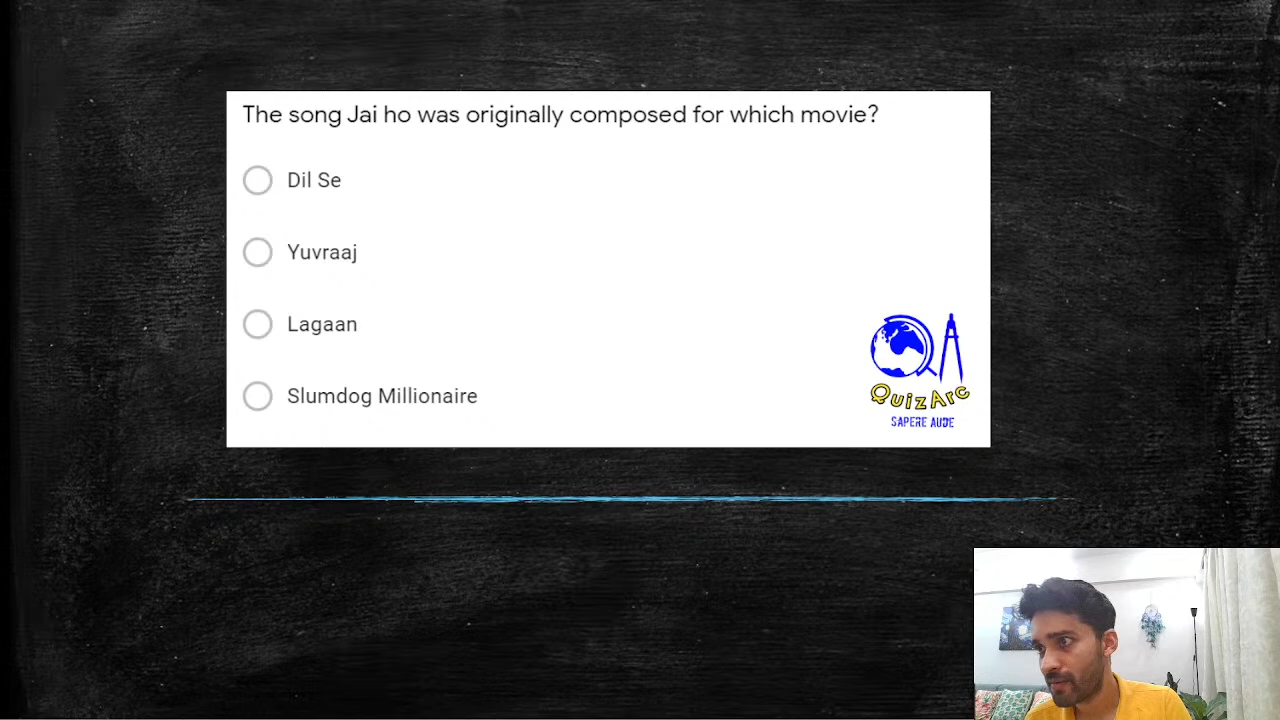 The song Jai ho was originally composed for which movie?
Dil Se
Yuvraaj
Lagaan
Slumdog Millionaire
QA
QuizArc
SAPERE AUDE